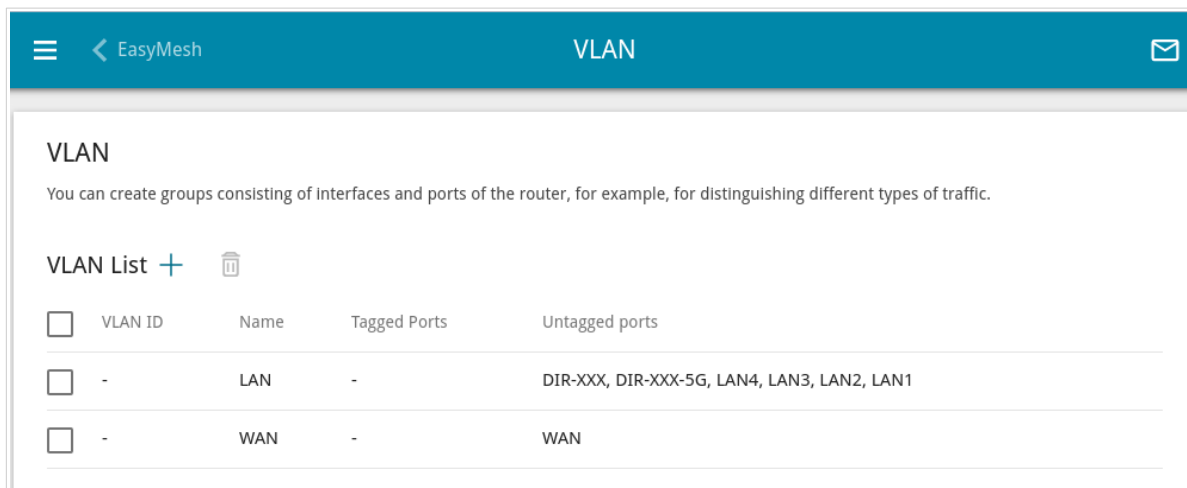 EasyMesh VLAN
VLAN
You can create groups consisting of interfaces and ports of the router, for example, for distinguishing different types of traffic.
VLAN List
VLAN ID Name Tagged Ports Untagged ports
- LAN - DIR-XXX, DIR-XXX-5G, LAN4, LAN3, LAN2, LAN1
- WAN - WAN